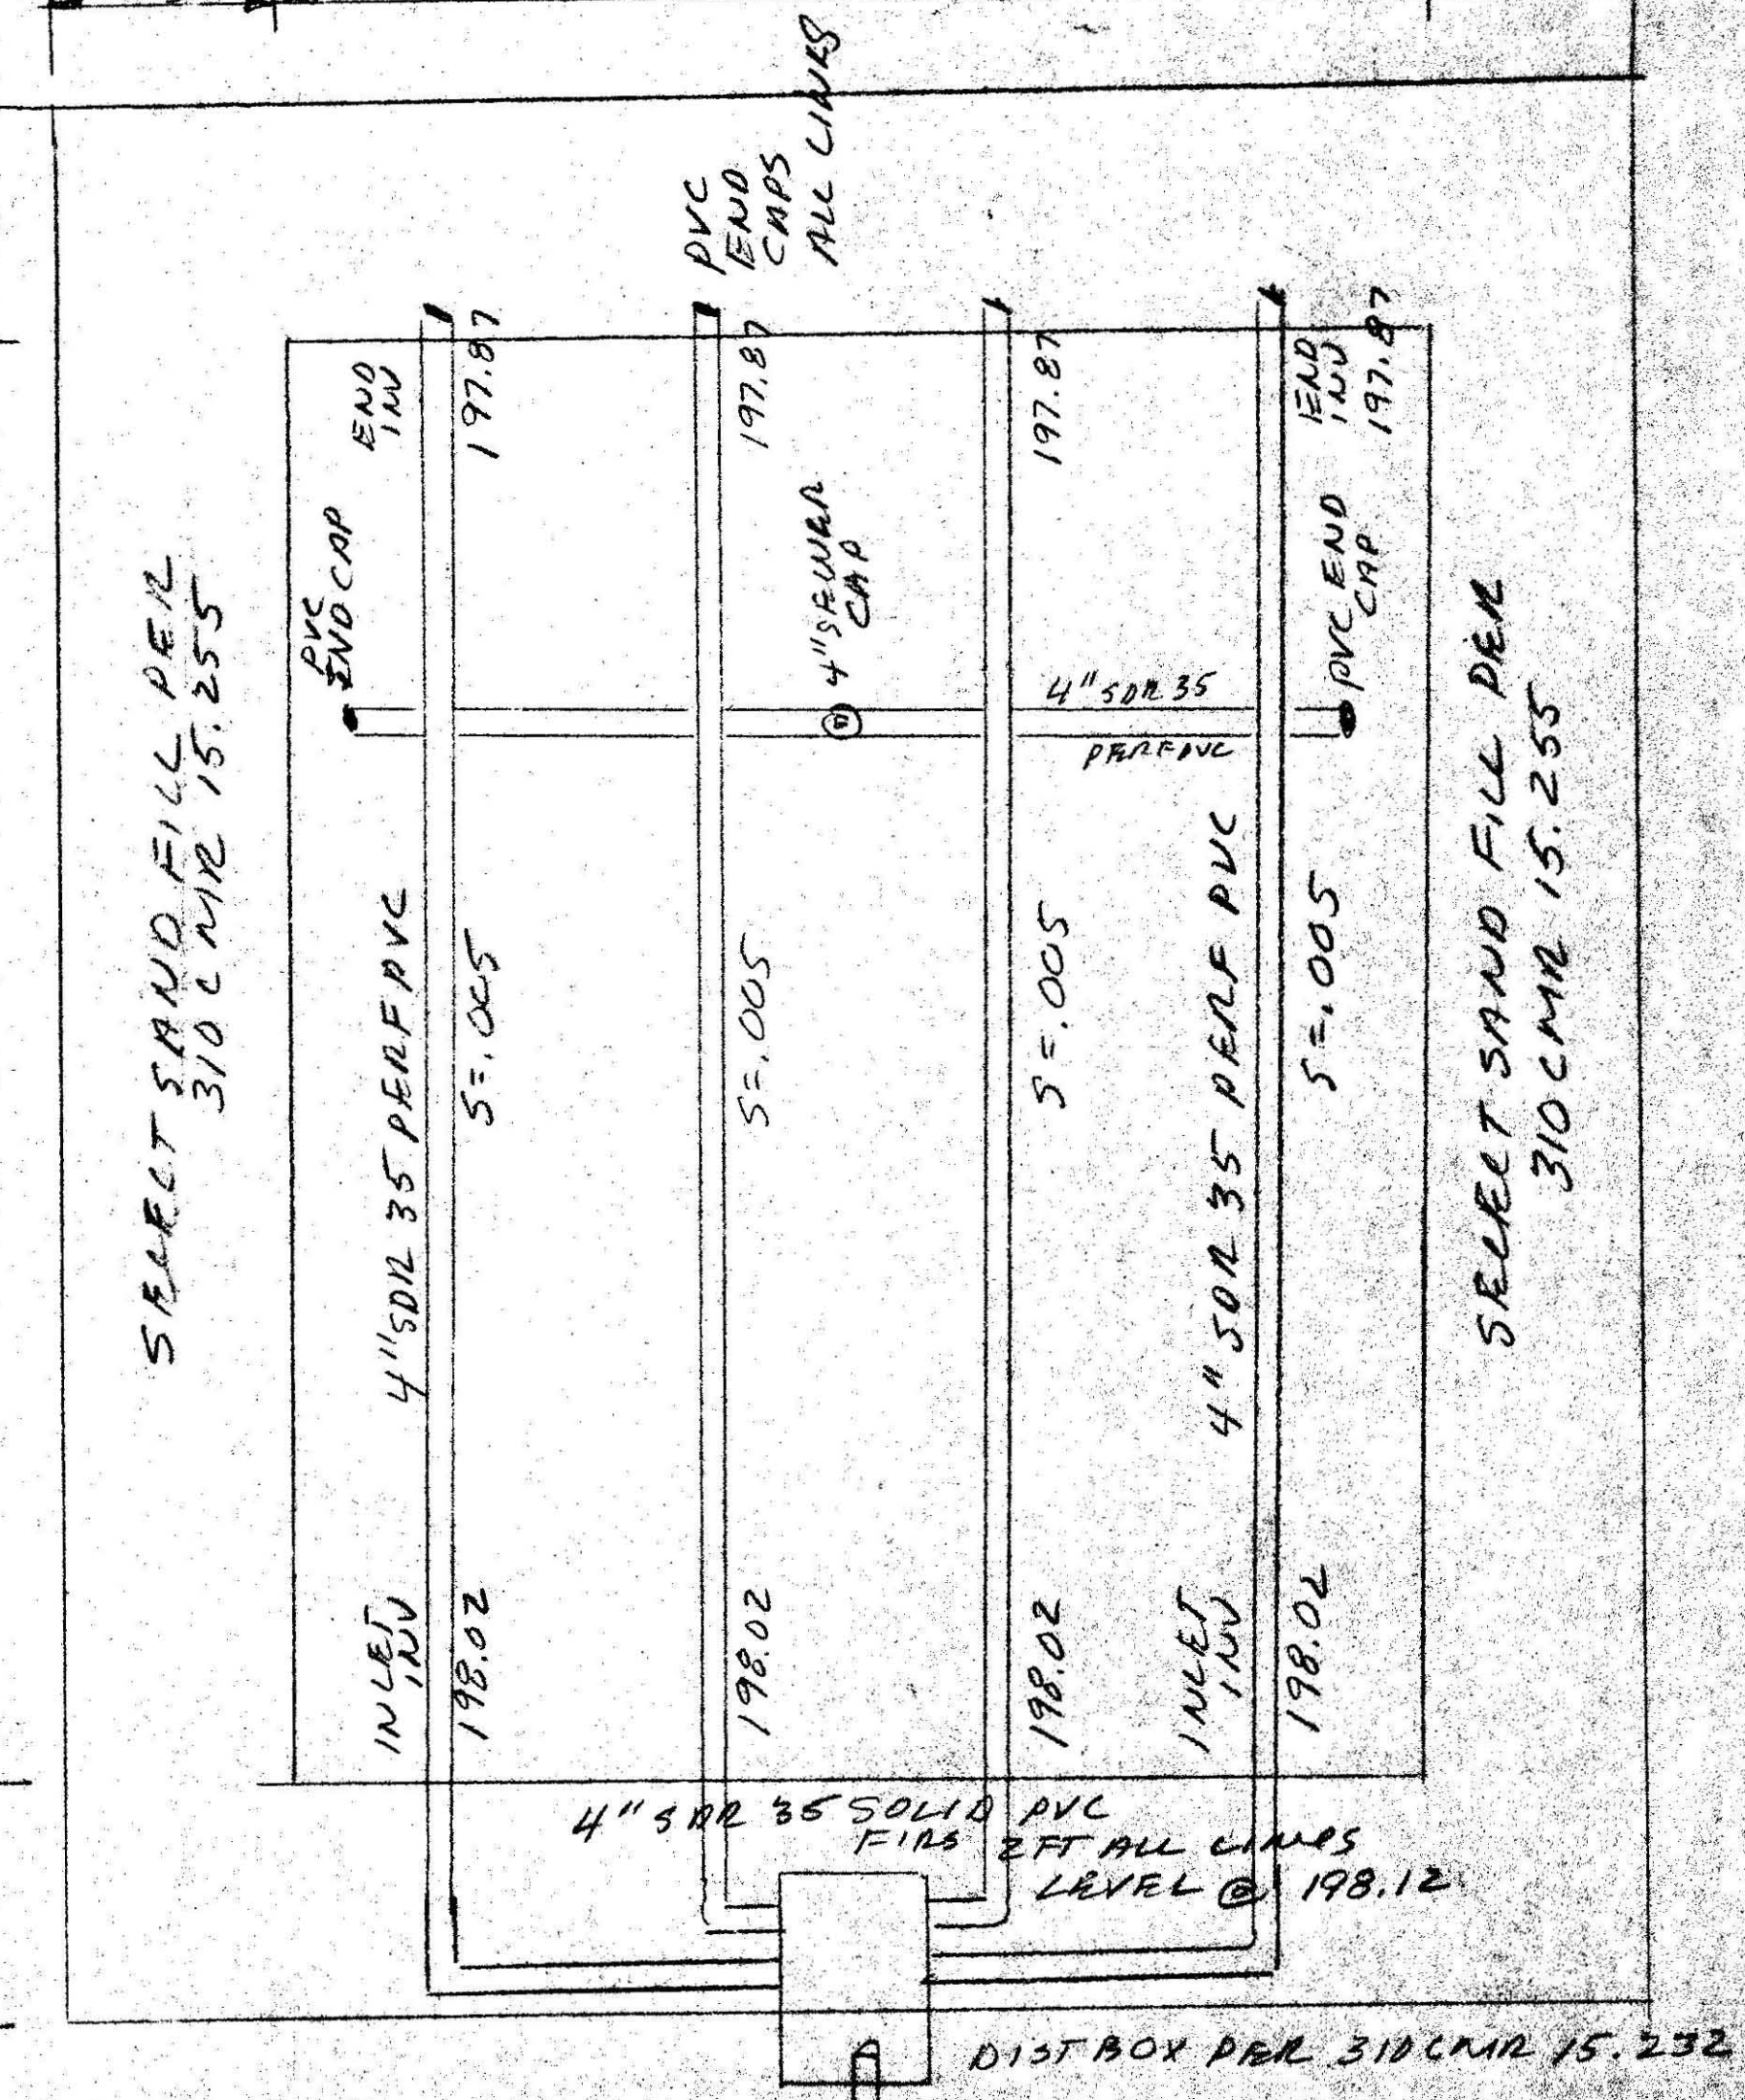 PVC
END
CAPS
ALL LINES
END
INV
197.87
197.87
197.87
END
INV
197.87
PVC
END CAP
4" SEWER
CAP
4" SDR 35
PERF PVC
PVC END
CAP
SELECT SAND FILL PER
310 CMR 15.255
4" SDR 35 PERF PVC
S=.005
S=.005
S=.005
4" SDR 35 PERF PVC
S=.005
SELECT SAND FILL PER
310 CMR 15.255
INLET
INV
198.02
198.02
198.02
INLET
INV
198.02
4" SDR 35 SOLID PVC
FIRS 2FT ALL LINES
LEVEL @ 198.12
DIST BOX PER 310 CMR 15.232